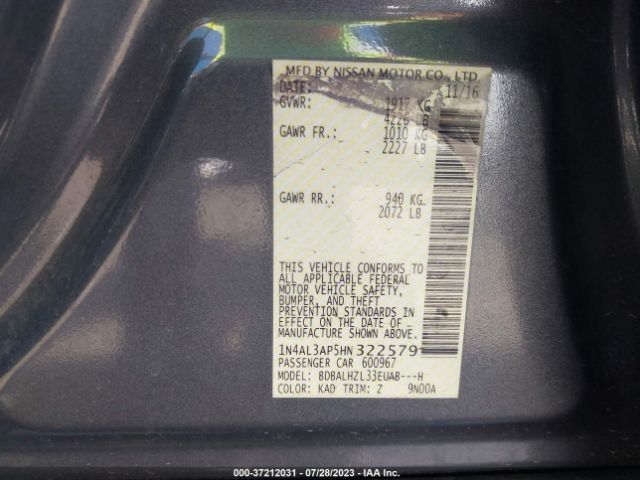 MFD BY NISSAN MOTOR CO., LTD.
DATE: 11/16
GVWR: 1917 KG
4226 LB
GAWR FR.: 1010 KG
2227 LB
GAWR RR.: 940 KG
2072 LB
THIS VEHICLE CONFORMS TO
ALL APPLICABLE FEDERAL
MOTOR VEHICLE SAFETY,
BUMPER, AND THEFT
PREVENTION STANDARDS IN
EFFECT ON THE DATE OF
MANUFACTURE SHOWN ABOVE.
1N4AL3AP5HN322579
PASSENGER CAR 600967
MODEL: BDBALHZL33EUAB---H
COLOR: KAD TRIM: Z 9N00A
000-37212031 - 07/28/2023 - IAA Inc.